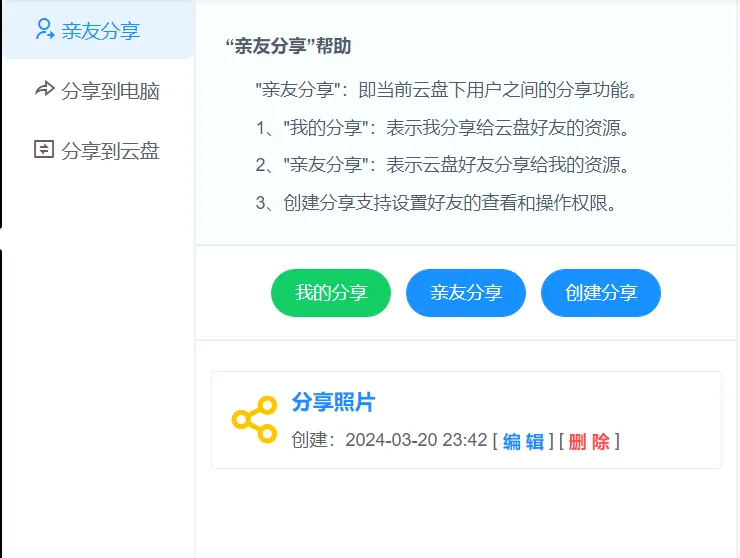 亲友分享
分享到电脑
分享到云盘
“亲友分享”帮助
"亲友分享"：即当前云盘下用户之间的分享功能。
1、"我的分享"：表示我分享给云盘好友的资源。
2、"亲友分享"：表示云盘好友分享给我的资源。
3、创建分享支持设置好友的查看和操作权限。
我的分享 亲友分享 创建分享
分享照片
创建：2024-03-20 23:42 [ 编 辑 ] [ 删 除 ]